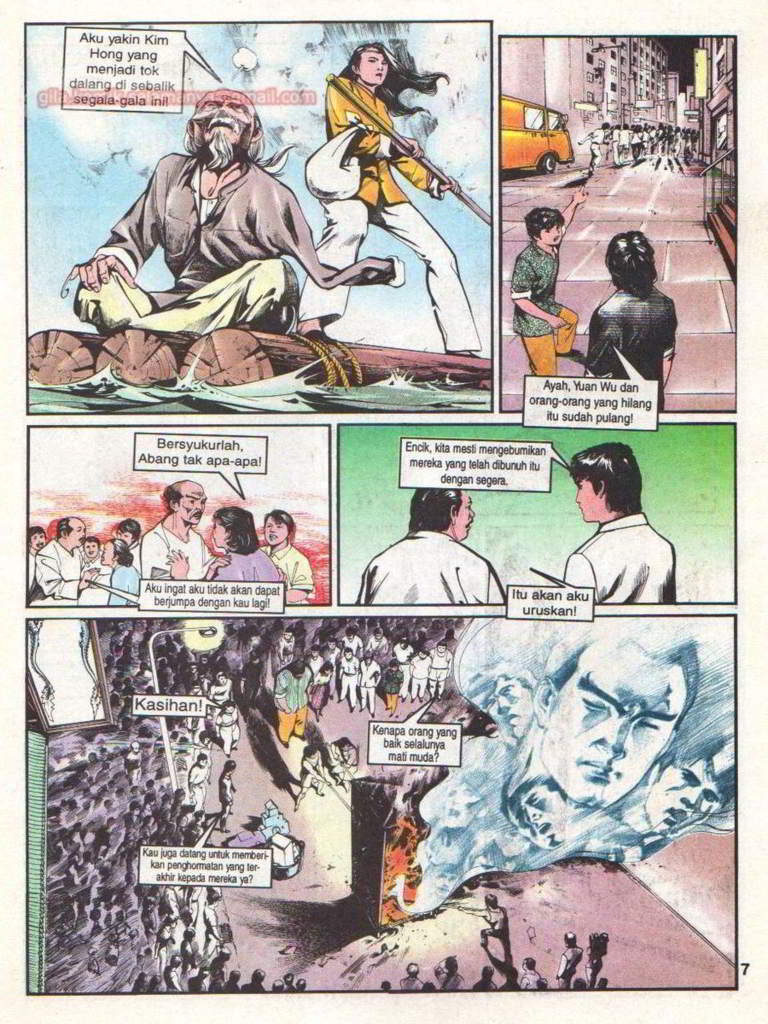 Aku yakin Kim
Hong yang
menjadi tok
dalang di sebalik
segala-gala ini!
Ayah, Yuan Wu dan
orang-orang yang hilang
itu sudah pulang!
Bersyukurlah,
Abang tak apa-apa!
Aku ingat aku tidak akan dapat
berjumpa dengan kau lagi!
Encik, kita mesti mengebumikan
mereka yang telah dibunuh itu
dengan segera.
Itu akan aku
uruskan!
Kasihan!
Kenapa orang yang
baik selalunya
mati muda?
Kau juga datang untuk memberi-
kan penghormatan yang ter-
akhir kepada mereka ya?
7